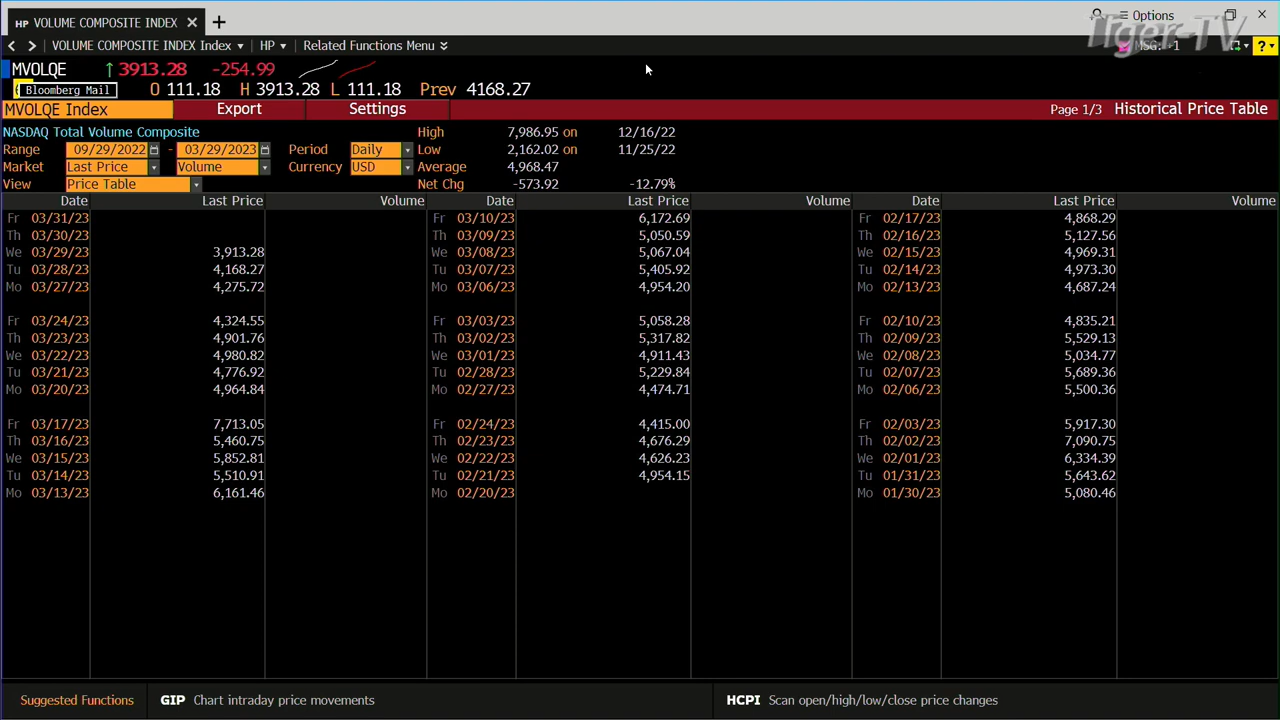 HP VOLUME COMPOSITE INDEX × +
Options
Tiger-TV
< > VOLUME COMPOSITE INDEX Index HP Related Functions Menu
MSG: +1
?
MVOLQE ↑ 3913.28 -254.99
Bloomberg Mail O 111.18 H 3913.28 L 111.18 Prev 4168.27
MVOLQE Index Export Settings Page 1/3 Historical Price Table
NASDAQ Total Volume Composite High 7,986.95 on 12/16/22
Range 09/29/2022 - 03/29/2023 Period Daily Low 2,162.02 on 11/25/22
Market Last Price Volume Currency USD Average 4,968.47
View Price Table Net Chg -573.92 -12.79%
Date Last Price Volume Date Last Price Volume Date Last Price Volume
Fr 03/31/23 Fr 03/10/23 6,172.69 Fr 02/17/23 4,868.29
Th 03/30/23 Th 03/09/23 5,050.59 Th 02/16/23 5,127.56
We 03/29/23 3,913.28 We 03/08/23 5,067.04 We 02/15/23 4,969.31
Tu 03/28/23 4,168.27 Tu 03/07/23 5,405.92 Tu 02/14/23 4,973.30
Mo 03/27/23 4,275.72 Mo 03/06/23 4,954.20 Mo 02/13/23 4,687.24
Fr 03/24/23 4,324.55 Fr 03/03/23 5,058.28 Fr 02/10/23 4,835.21
Th 03/23/23 4,901.76 Th 03/02/23 5,317.82 Th 02/09/23 5,529.13
We 03/22/23 4,980.82 We 03/01/23 4,911.43 We 02/08/23 5,034.77
Tu 03/21/23 4,776.92 Tu 02/28/23 5,229.84 Tu 02/07/23 5,689.36
Mo 03/20/23 4,964.84 Mo 02/27/23 4,474.71 Mo 02/06/23 5,500.36
Fr 03/17/23 7,713.05 Fr 02/24/23 4,415.00 Fr 02/03/23 5,917.30
Th 03/16/23 5,460.75 Th 02/23/23 4,676.29 Th 02/02/23 7,090.75
We 03/15/23 5,852.81 We 02/22/23 4,626.23 We 02/01/23 6,334.39
Tu 03/14/23 5,510.91 Tu 02/21/23 4,954.15 Tu 01/31/23 5,643.62
Mo 03/13/23 6,161.46 Mo 02/20/23 Mo 01/30/23 5,080.46
Suggested Functions GIP Chart intraday price movements HCPI Scan open/high/low/close price changes